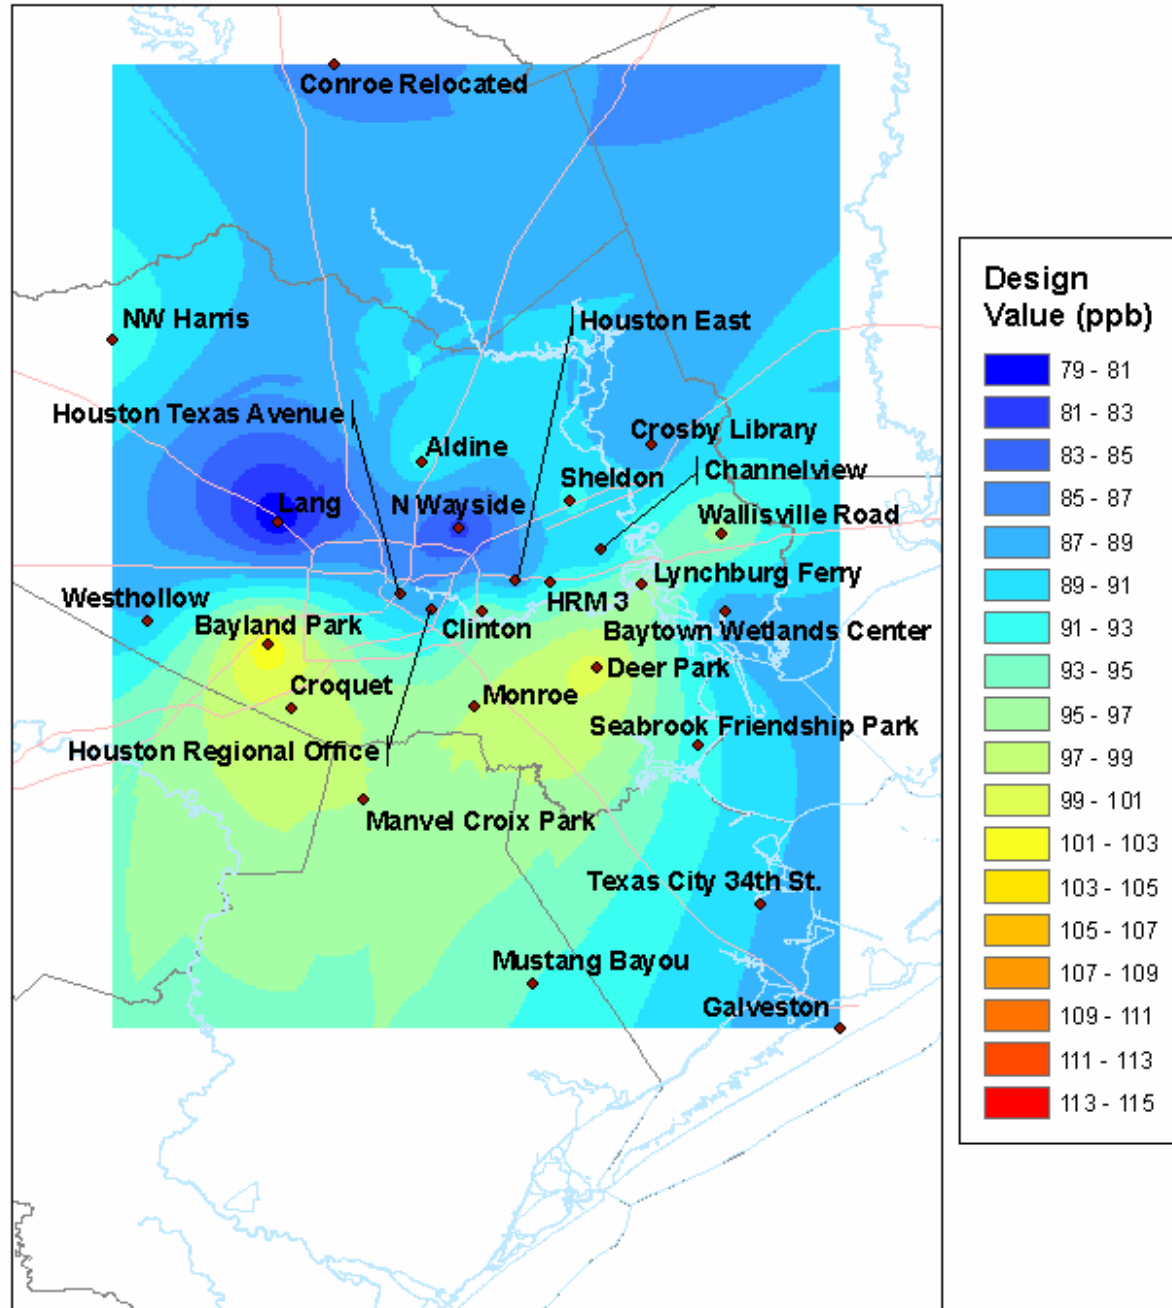 Conroe Relocated
NW Harris
Houston East
Houston Texas Avenue
Aldine
Crosby Library
Sheldon
Channelview
Lang
N Wayside
Wallisville Road
Westhollow
HRM 3
Lynchburg Ferry
Bayland Park
Clinton
Baytown Wetlands Center
Deer Park
Croquet
Monroe
Seabrook Friendship Park
Houston Regional Office
Manvel Croix Park
Texas City 34th St.
Mustang Bayou
Galveston
Design
Value (ppb)
79 - 81
81 - 83
83 - 85
85 - 87
87 - 89
89 - 91
91 - 93
93 - 95
95 - 97
97 - 99
99 - 101
101 - 103
103 - 105
105 - 107
107 - 109
109 - 111
111 - 113
113 - 115